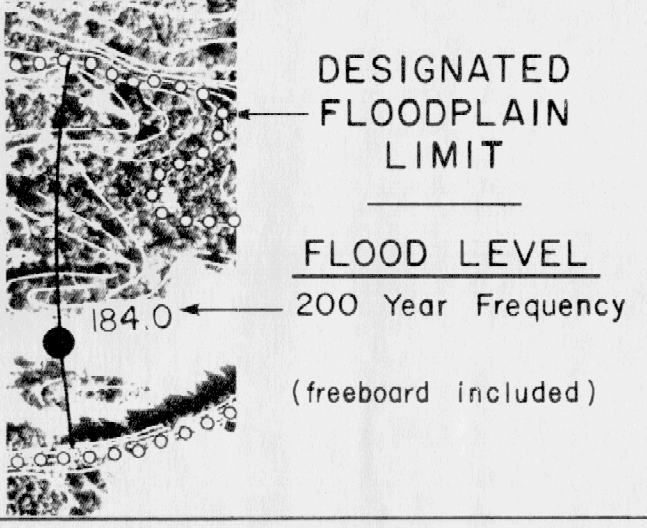 DESIGNATED
FLOODPLAIN
LIMIT
FLOOD LEVEL
184.0
200 Year Frequency
(freeboard included)